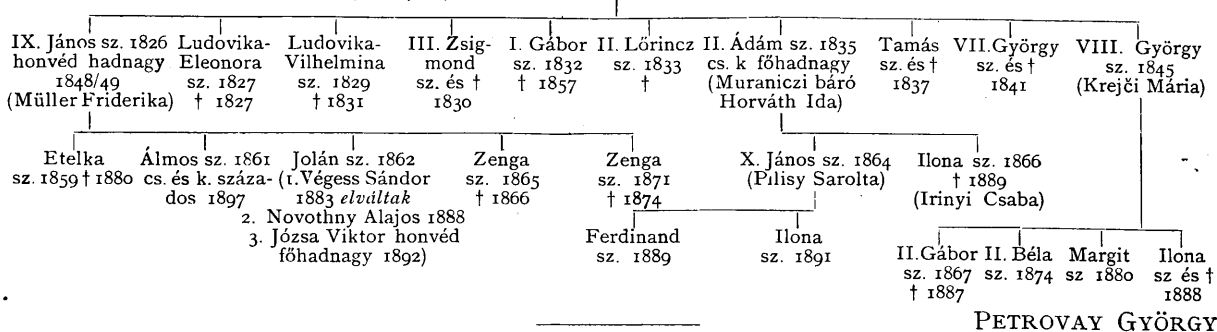 IX. János sz. 1826 Ludovika- Ludovika- III. Zsig- I. Gábor II. Lőrincz II. Ádám sz. 1835 Tamás VII. György VIII. György
honvéd hadnagy Eleonora Vilhelmina mond sz. 1832 sz. 1833 cs. k főhadnagy sz. és † sz. és † sz. 1845
1848/49 sz. 1827 sz. 1829 sz. és † † 1857 † (Muraniczi báró 1837 1841 (Krejči Mária)
(Müller Friderika) † 1827 † 1831 1830 Horváth Ida)
Etelka Álmos sz. 1861 Jolán sz. 1862 Zenga Zenga X. János sz. 1864 Ilona sz. 1866
sz. 1859 † 1880 cs. és k. száza- (1. Végess Sándor sz. 1865 sz. 1871 (Pilisy Sarolta) † 1889
dos 1897 1883 elváltak † 1866 † 1874 (Irinyi Csaba)
2. Novothny Alajos 1888
3. Józsa Viktor honvéd Ferdinand Ilona
főhadnagy 1892) sz. 1889 sz. 1891
II. Gábor II. Béla Margit Ilona
sz. 1867 sz. 1874 sz 1880 sz és †
† 1887 1888
PETROVAY GYÖRGY